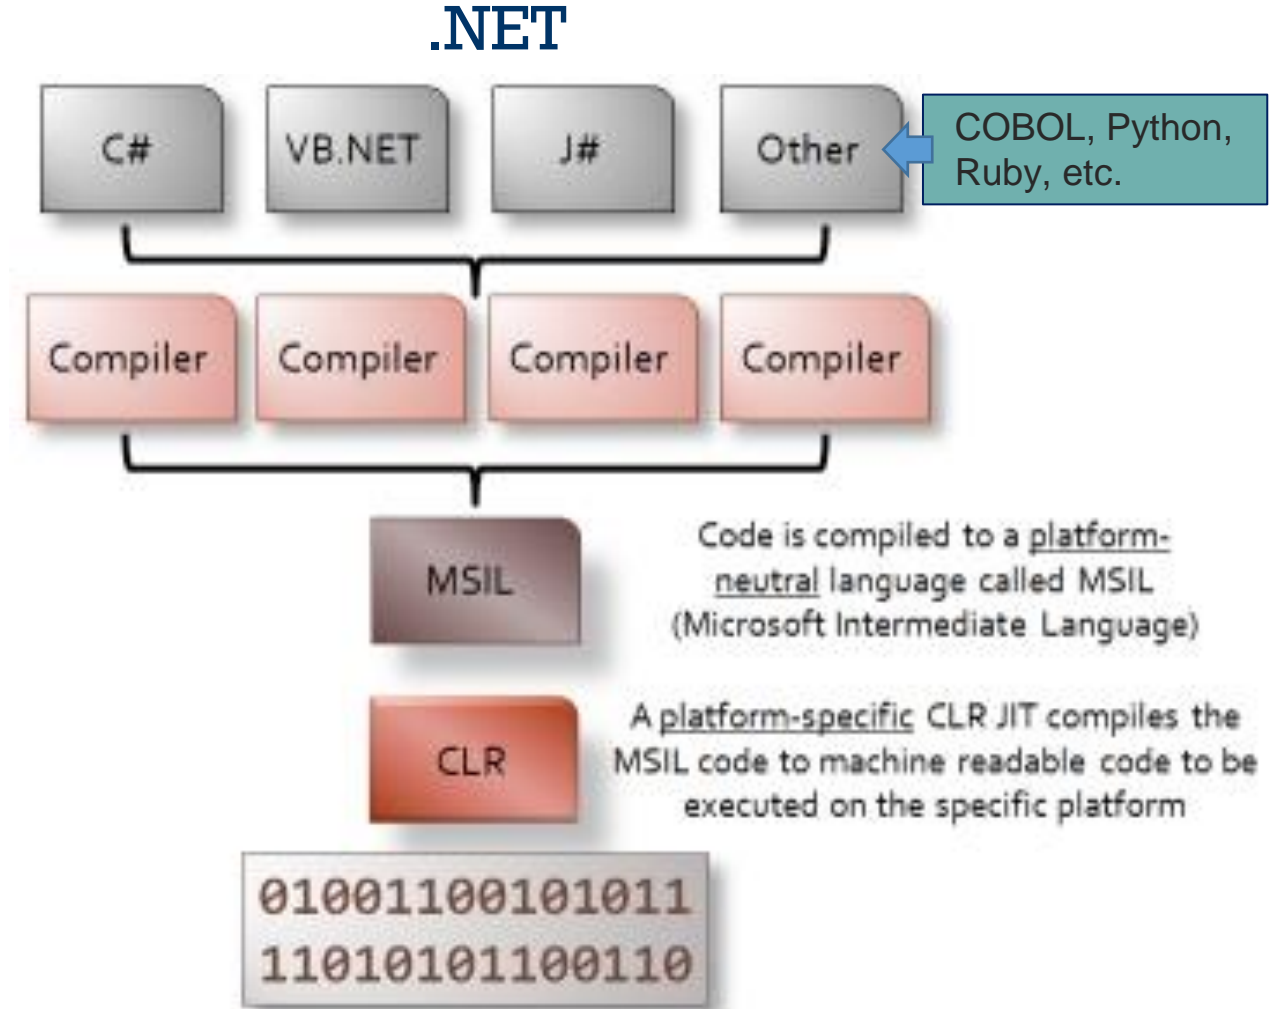 .NET
C# VB.NET J# Other
COBOL, Python,
Ruby, etc.
Compiler Compiler Compiler Compiler
MSIL
Code is compiled to a platform-
neutral language called MSIL
(Microsoft Intermediate Language)
CLR
A platform-specific CLR JIT compiles the
MSIL code to machine readable code to be
executed on the specific platform
01001100101011
11010101100110